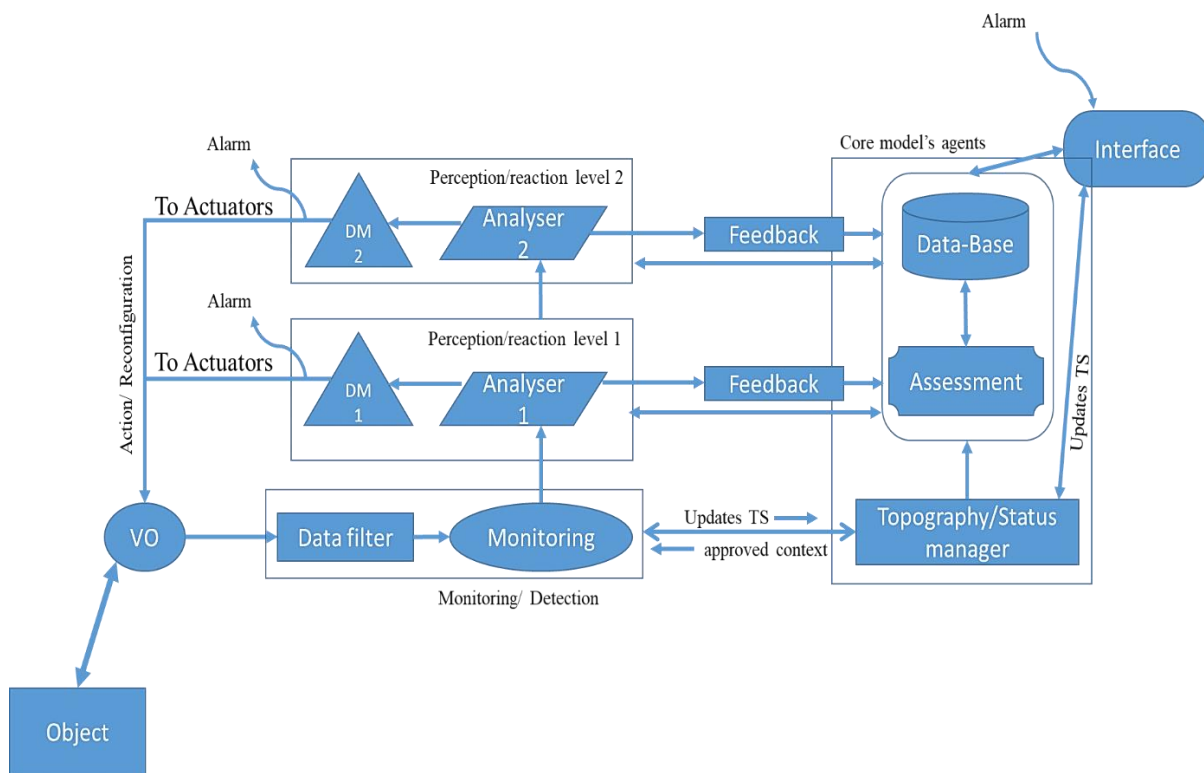 Alarm
Interface
Core model's agents
Alarm
Perception/reaction level 2
To Actuators
DM
2
Analyser
2
Feedback
Data-Base
Action/ Reconfiguration
Alarm
Perception/reaction level 1
To Actuators
DM
1
Analyser
1
Feedback
Assessment
Updates TS
VO
Data filter
Monitoring
Updates TS
approved context
Topography/Status
manager
Monitoring/ Detection
Object